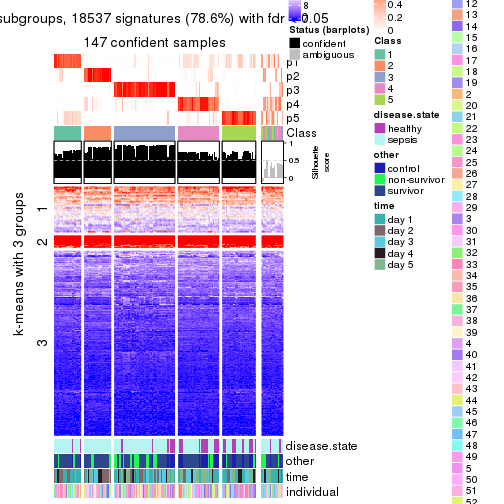 subgroups, 18537 signatures (78.6%) with fdr < 0.05
147 confident samples
p1
p2
p3
p4
p5
Class
1
0.5
0
Silhouette
score
k-means with 3 groups
1
2
3
disease.state
other
time
individual
8
0
Status (barplots)
confident
ambiguous
0.4
0.2
0
Class
1
2
3
4
5
disease.state
healthy
sepsis
other
control
non-survivor
survivor
time
day 1
day 2
day 3
day 4
day 5
12
13
14
15
16
17
18
19
2
20
21
22
23
24
25
26
27
28
29
3
30
31
32
33
34
35
36
37
38
39
4
40
41
42
43
44
45
46
47
48
49
5
50
51